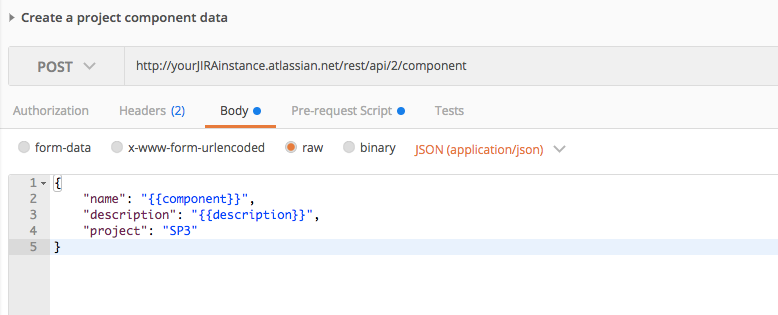 Create a project component data
POST http://yourJIRAinstance.atlassian.net/rest/api/2/component
Authorization Headers (2) Body Pre-request Script Tests
form-data x-www-form-urlencoded raw binary JSON (application/json)
1 {
2 "name": "{{component}}",
3 "description": "{{description}}",
4 "project": "SP3"
5 }